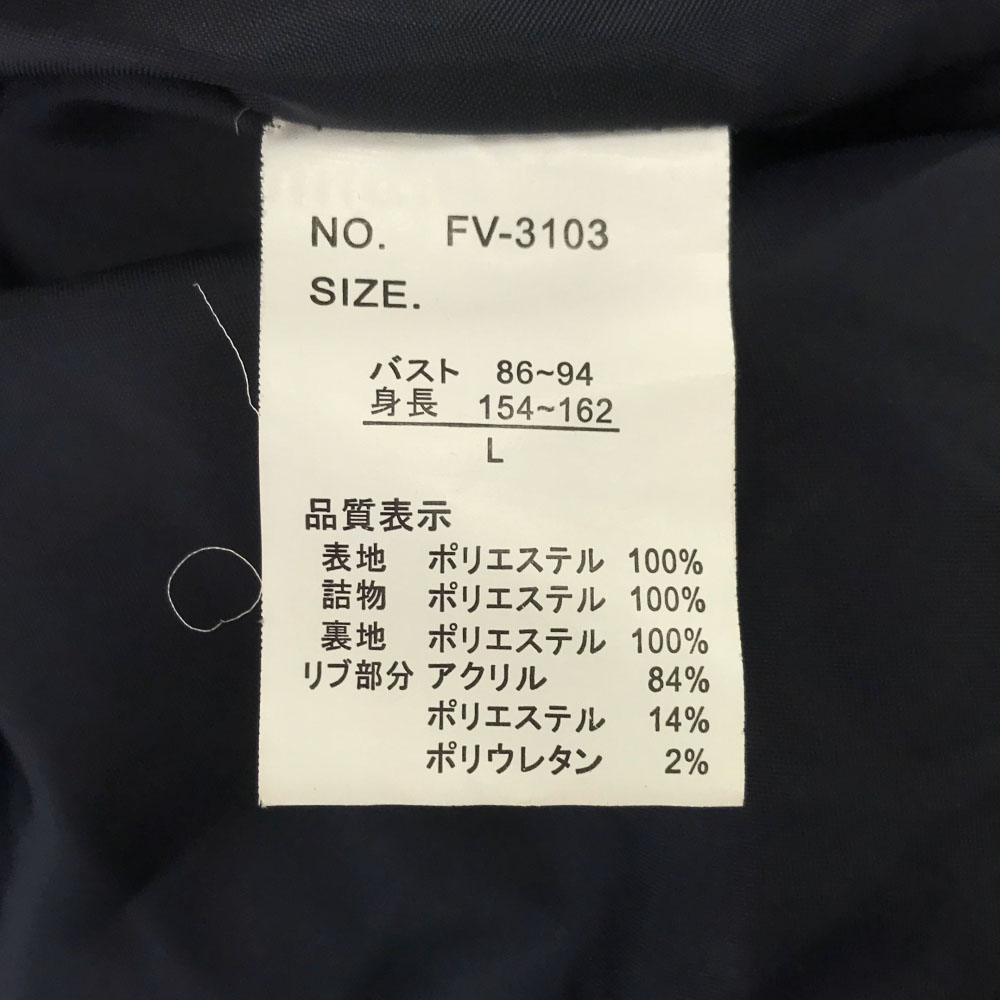 NO. FV-3103
SIZE.
バスト 86~94
身長 154~162
L
品質表示
表地 ポリエステル 100%
詰物 ポリエステル 100%
裏地 ポリエステル 100%
リブ部分 アクリル 84%
ポリエステル 14%
ポリウレタン 2%